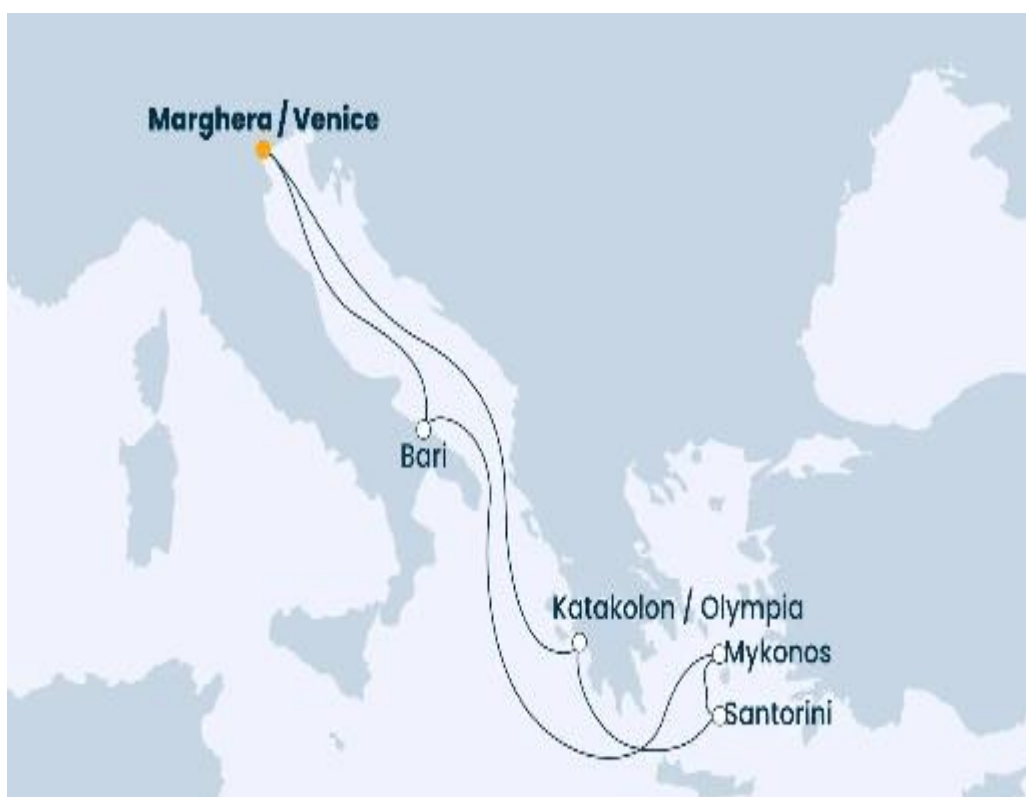 Marghera / Venice
Bari
Katakolon / Olympia
Mykonos
Santorini